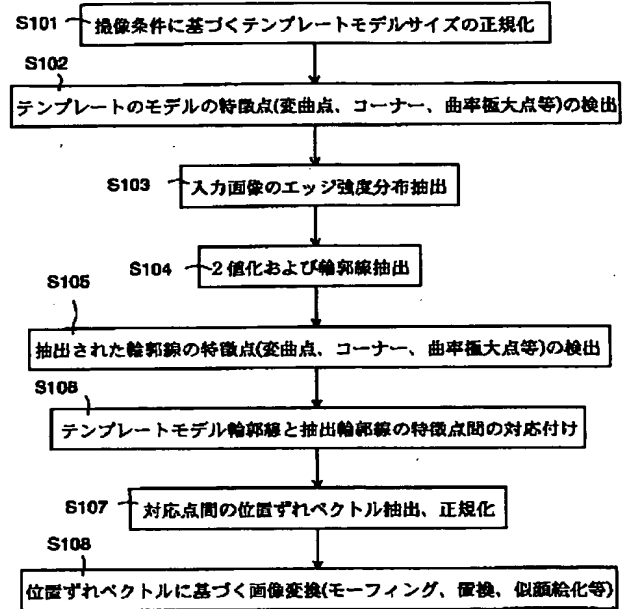 S101
撮像条件に基づくテンプレートモデルサイズの正規化
S102
テンプレートのモデルの特徴点(変曲点、コーナー、曲率極大点等)の検出
S103
入力画像のエッジ強度分布抽出
S104
2値化および輪郭線抽出
S105
抽出された輪郭線の特徴点(変曲点、コーナー、曲率極大点等)の検出
S106
テンプレートモデル輪郭線と抽出輪郭線の特徴点間の対応付け
S107
対応点間の位置ずれベクトル抽出、正規化
S108
位置ずれベクトルに基づく画像変換(モーフィング、置換、似顔絵化等)